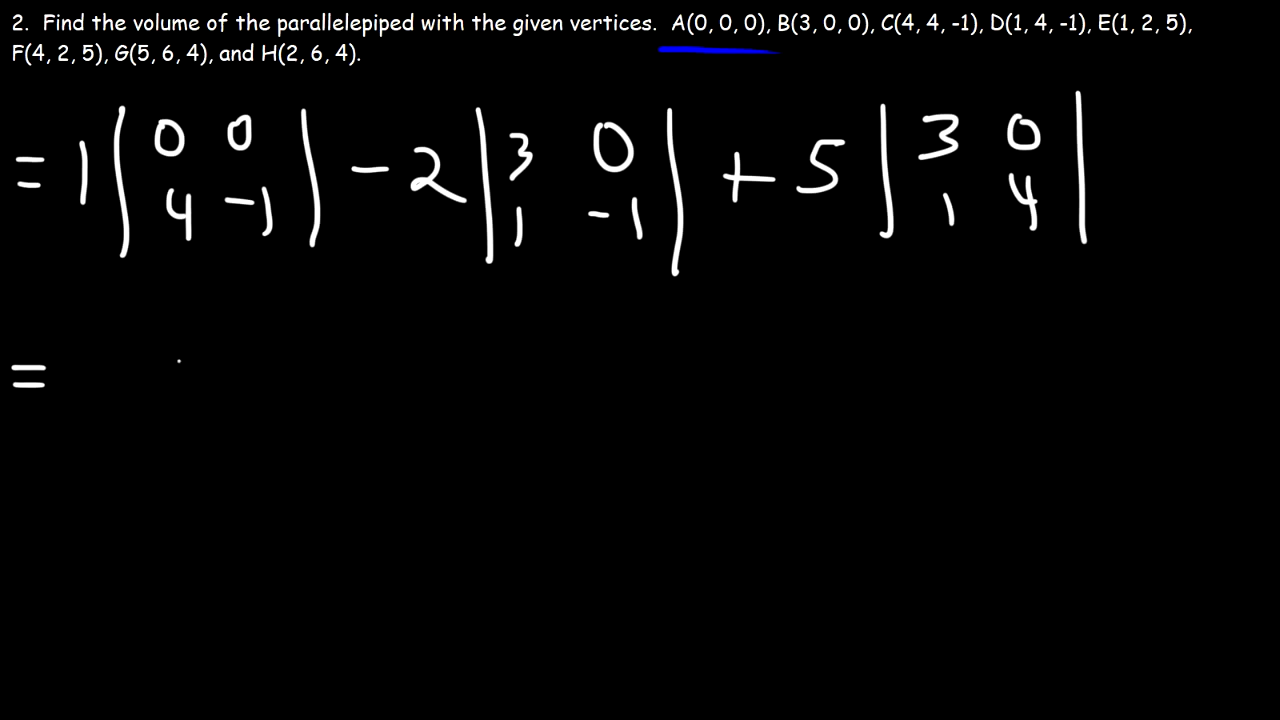 2. Find the volume of the parallelepiped with the given vertices. A(0, 0, 0), B(3, 0, 0), C(4, 4, -1), D(1, 4, -1), E(1, 2, 5),
F(4, 2, 5), G(5, 6, 4), and H(2, 6, 4).
= 1 | 0 0 | - 2 | 3 0 | + 5 | 3 0 |
| 4 -1 | | 1 -1 | | 1 4 |
=